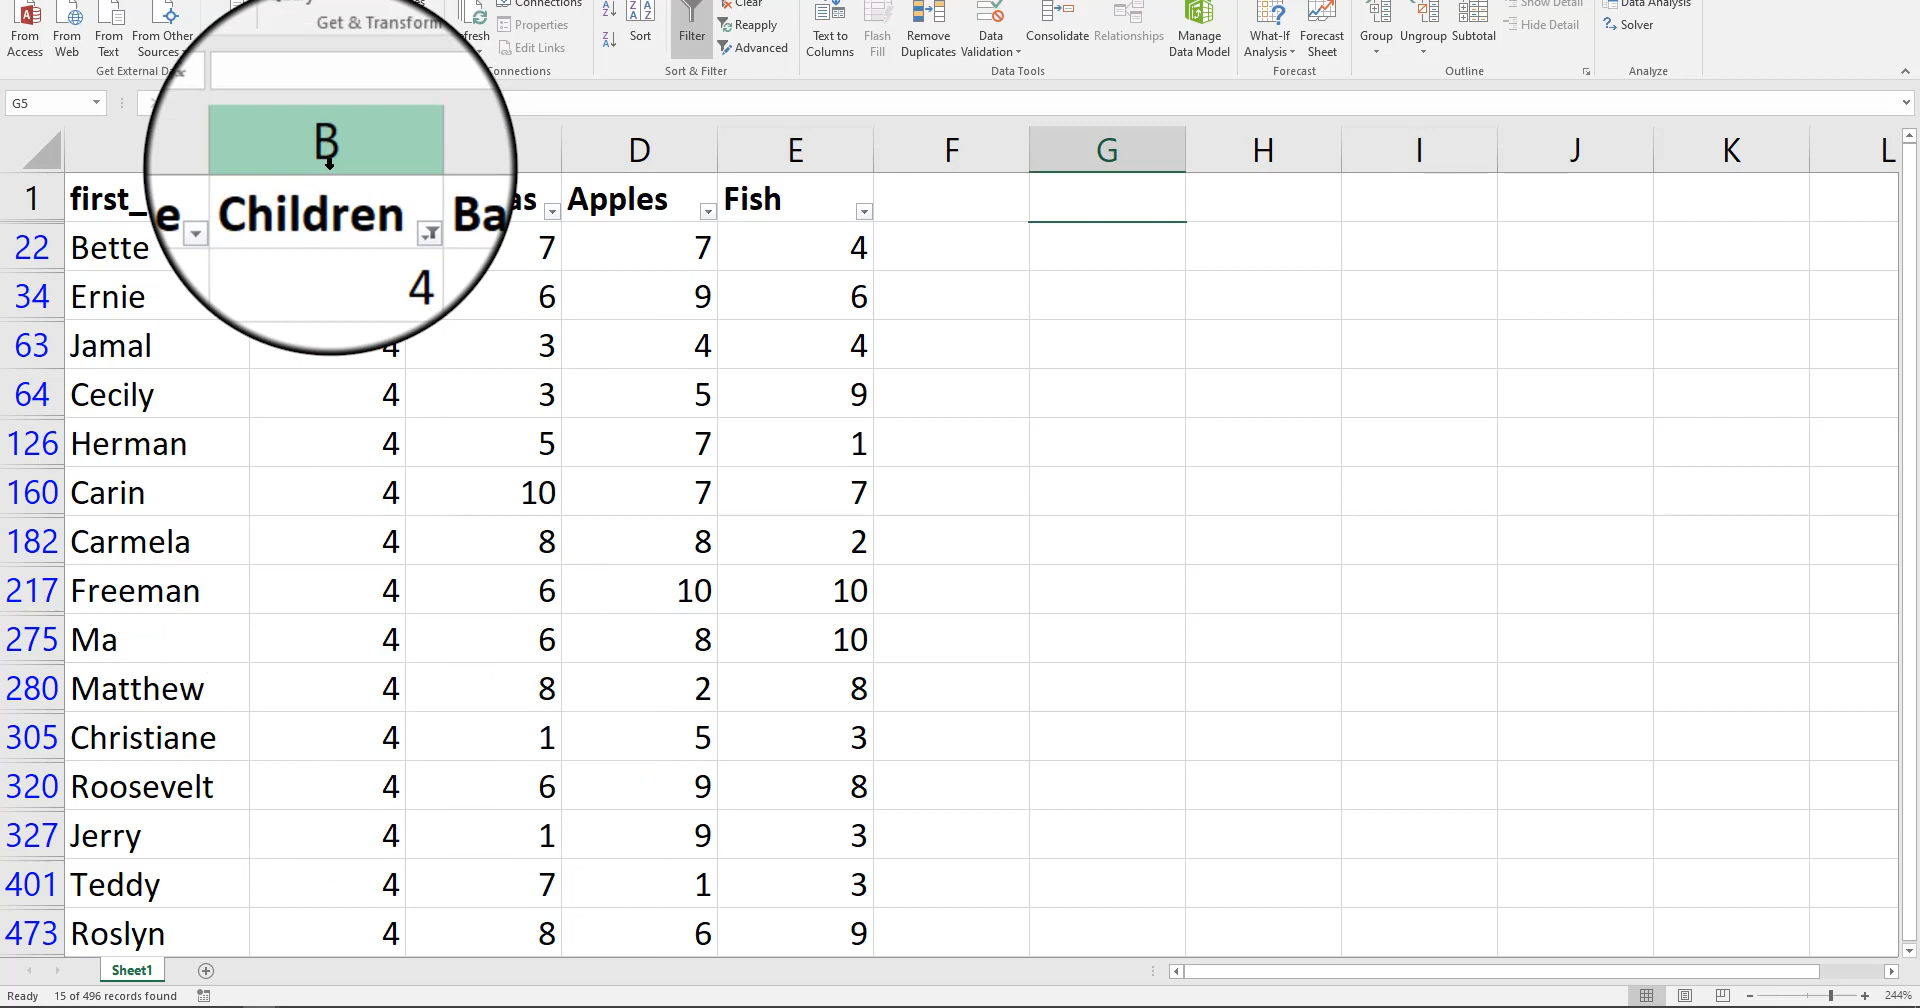 Connections
Clear
Show Detail
Data Analysis
Get & Transform
From
Access
From
Web
From
Text
From Other
Sources
Properties
Edit Links
Sort
Filter
Reapply
Advanced
Text to
Columns
Flash
Fill
Remove
Duplicates
Data
Validation
Consolidate
Relationships
Manage
Data Model
What-If
Analysis
Forecast
Sheet
Group
Ungroup
Subtotal
Hide Detail
Solver
Sort & Filter
Data Tools
Forecast
Outline
Analyze
G5
B D E F G H I J K L
1 Children Apples Fish
22 Bette 4 7 7 4
34 Ernie 6 9 6
63 Jamal 4 3 4 4
64 Cecily 4 3 5 9
126 Herman 4 5 7 1
160 Carin 4 10 7 7
182 Carmela 4 8 8 2
217 Freeman 4 6 10 10
275 Ma 4 6 8 10
280 Matthew 4 8 2 8
305 Christiane 4 1 5 3
320 Roosevelt 4 6 9 8
327 Jerry 4 1 9 3
401 Teddy 4 7 1 3
473 Roslyn 4 8 6 9
Sheet1
Ready 15 of 496 records found 244%